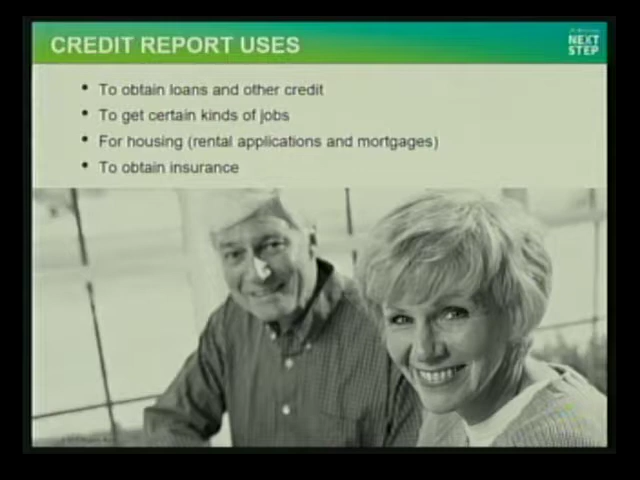 CREDIT REPORT USES
NEXT
STEP
• To obtain loans and other credit
• To get certain kinds of jobs
• For housing (rental applications and mortgages)
• To obtain insurance